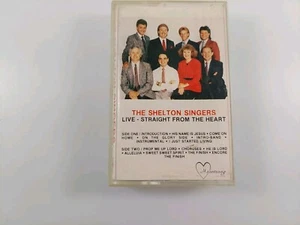 THE SHELTON SINGERS
LIVE - STRAIGHT FROM THE HEART
SIDE ONE / INTRODUCTION • HIS NAME IS JESUS • COME ON
HOME • ON THE GLORY SIDE • INTRO-BAND •
INSTRUMENTAL • I JUST STARTED LIVING
SIDE TWO / PROP ME UP LORD • CHORUSES • HE IS LORD
• ALLELUIA • SWEET SWEET SPIRIT • THE FINISH • ENCORE
THE FINISH